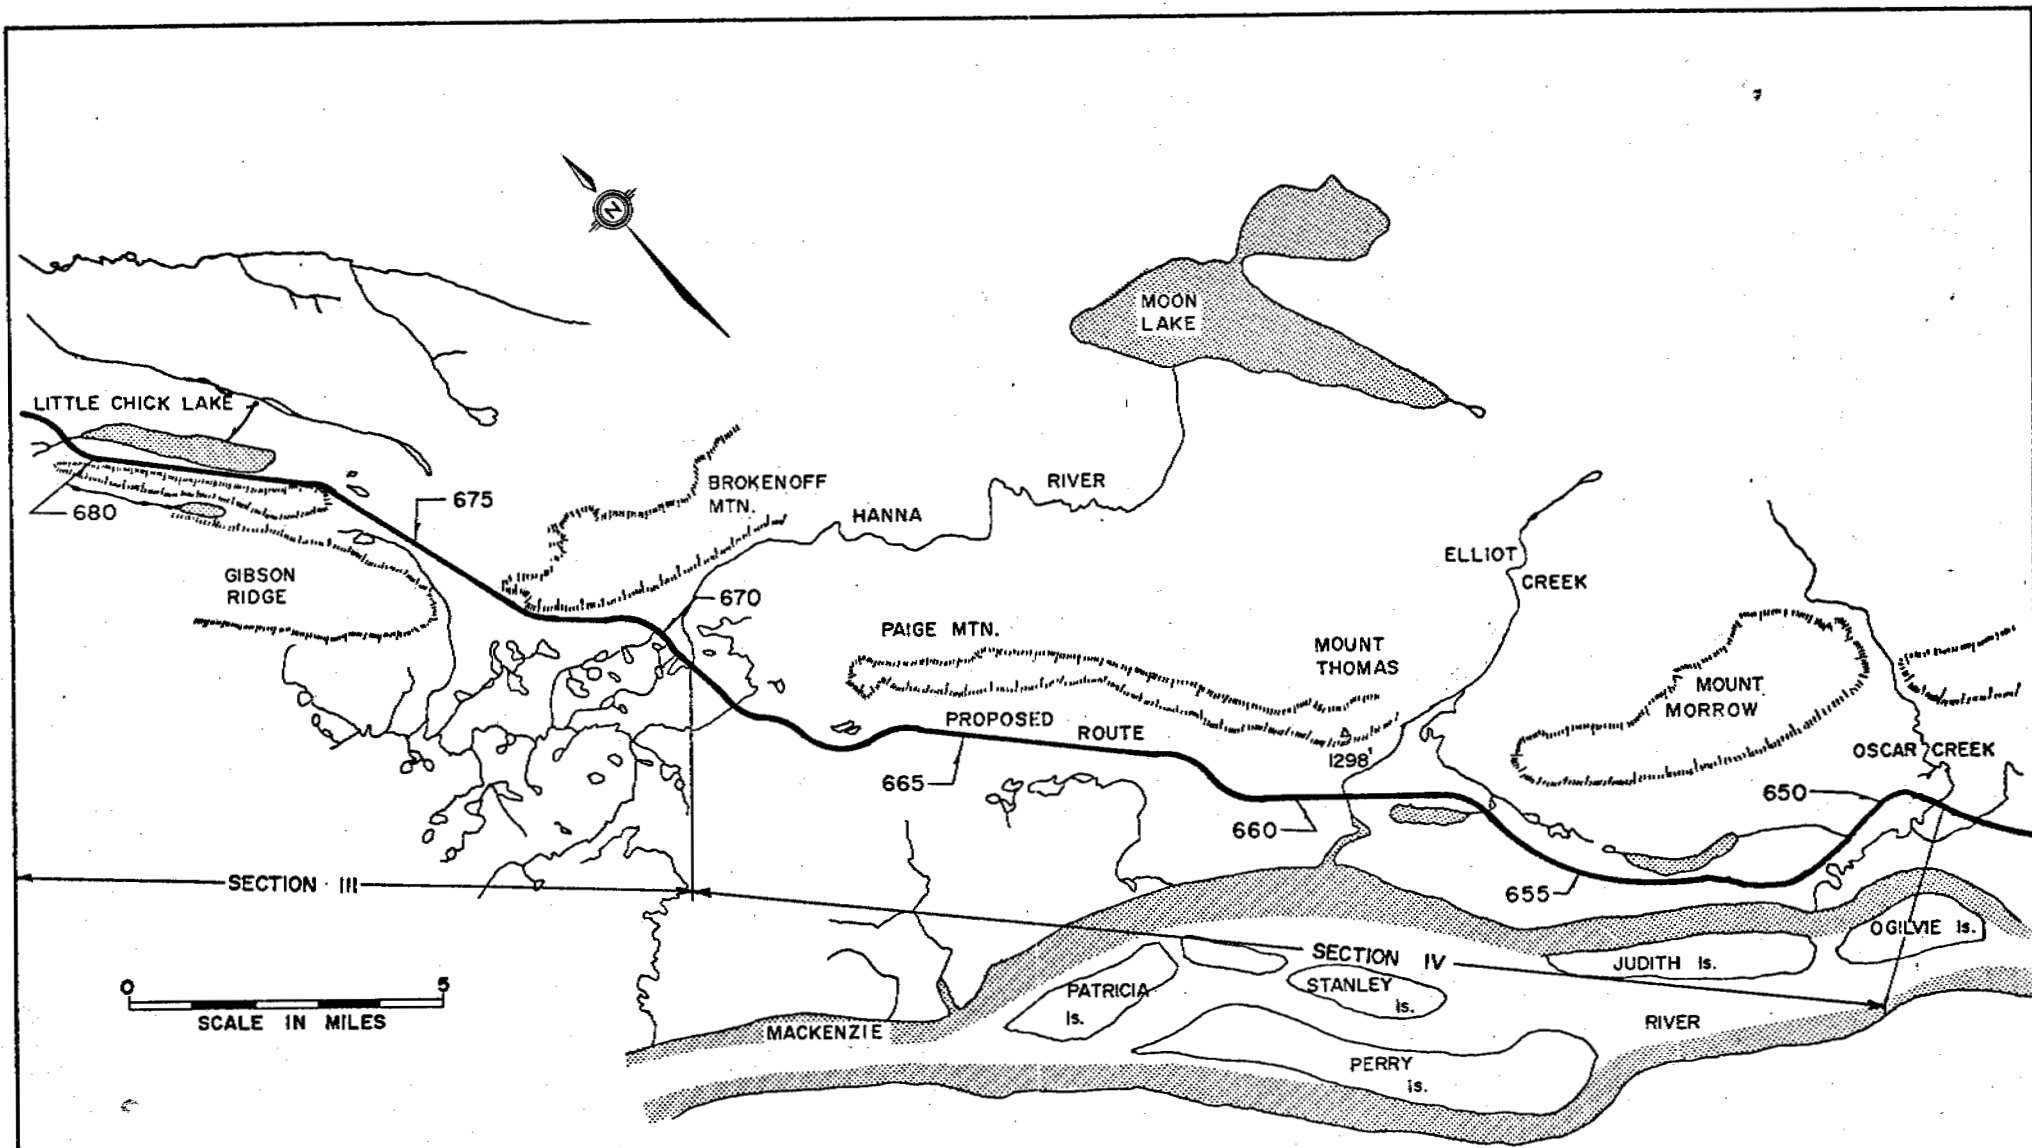 N
MOON
LAKE
LITTLE CHICK LAKE
680
675
BROKENOFF
MTN.
HANNA
RIVER
ELLIOT
CREEK
GIBSON
RIDGE
670
PAIGE MTN.
MOUNT
THOMAS
1298'
MOUNT
MORROW
PROPOSED
ROUTE
OSCAR CREEK
665
660
655
650
SECTION III
SECTION IV
OGILVIE Is.
JUDITH Is.
STANLEY
Is.
PATRICIA
Is.
PERRY
Is.
MACKENZIE
RIVER
0 5
SCALE IN MILES